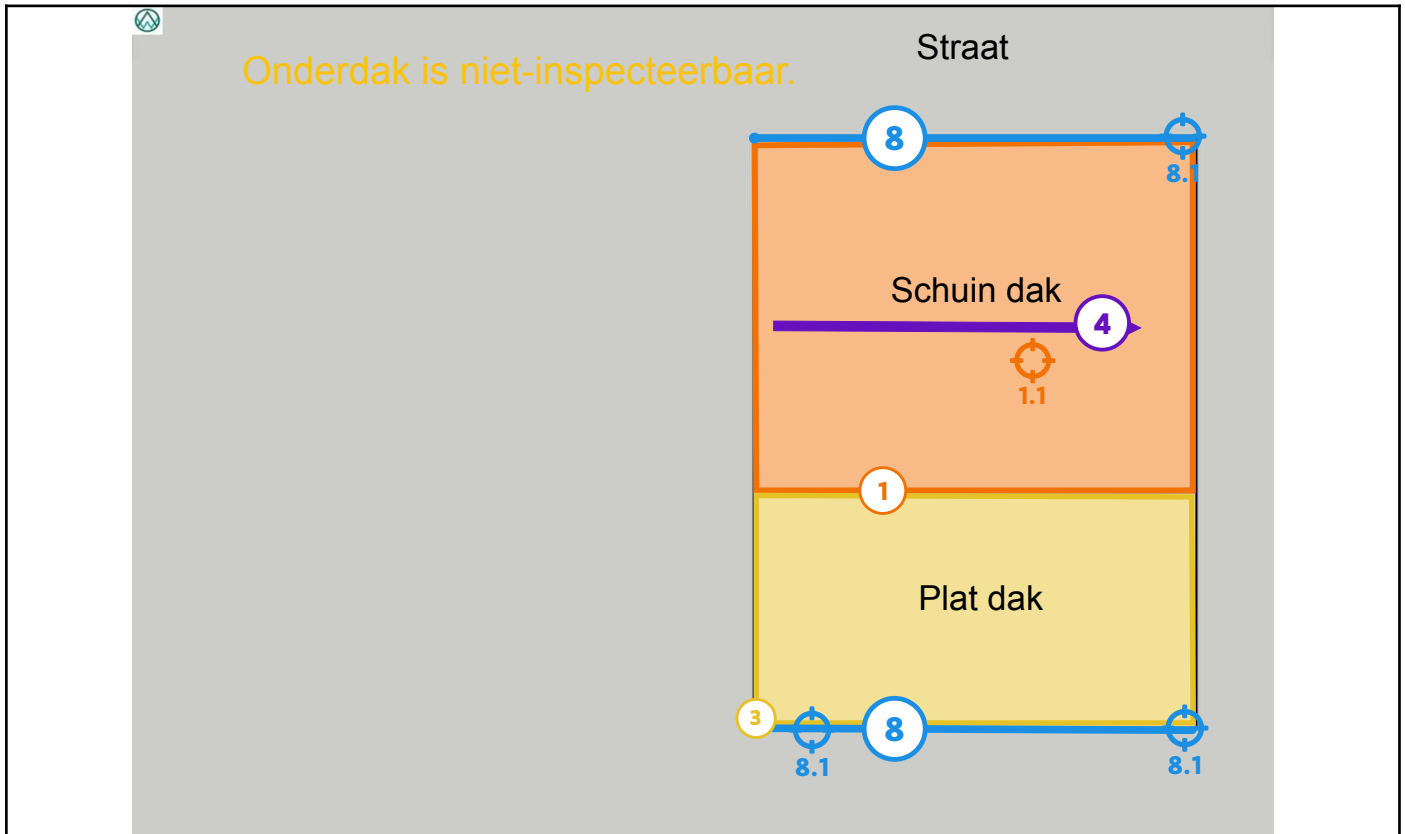 Straat
Onderdak is niet-inspecteerbaar.
8
8.1
Schuin dak
4
1.1
1
Plat dak
3
8
8.1
8.1